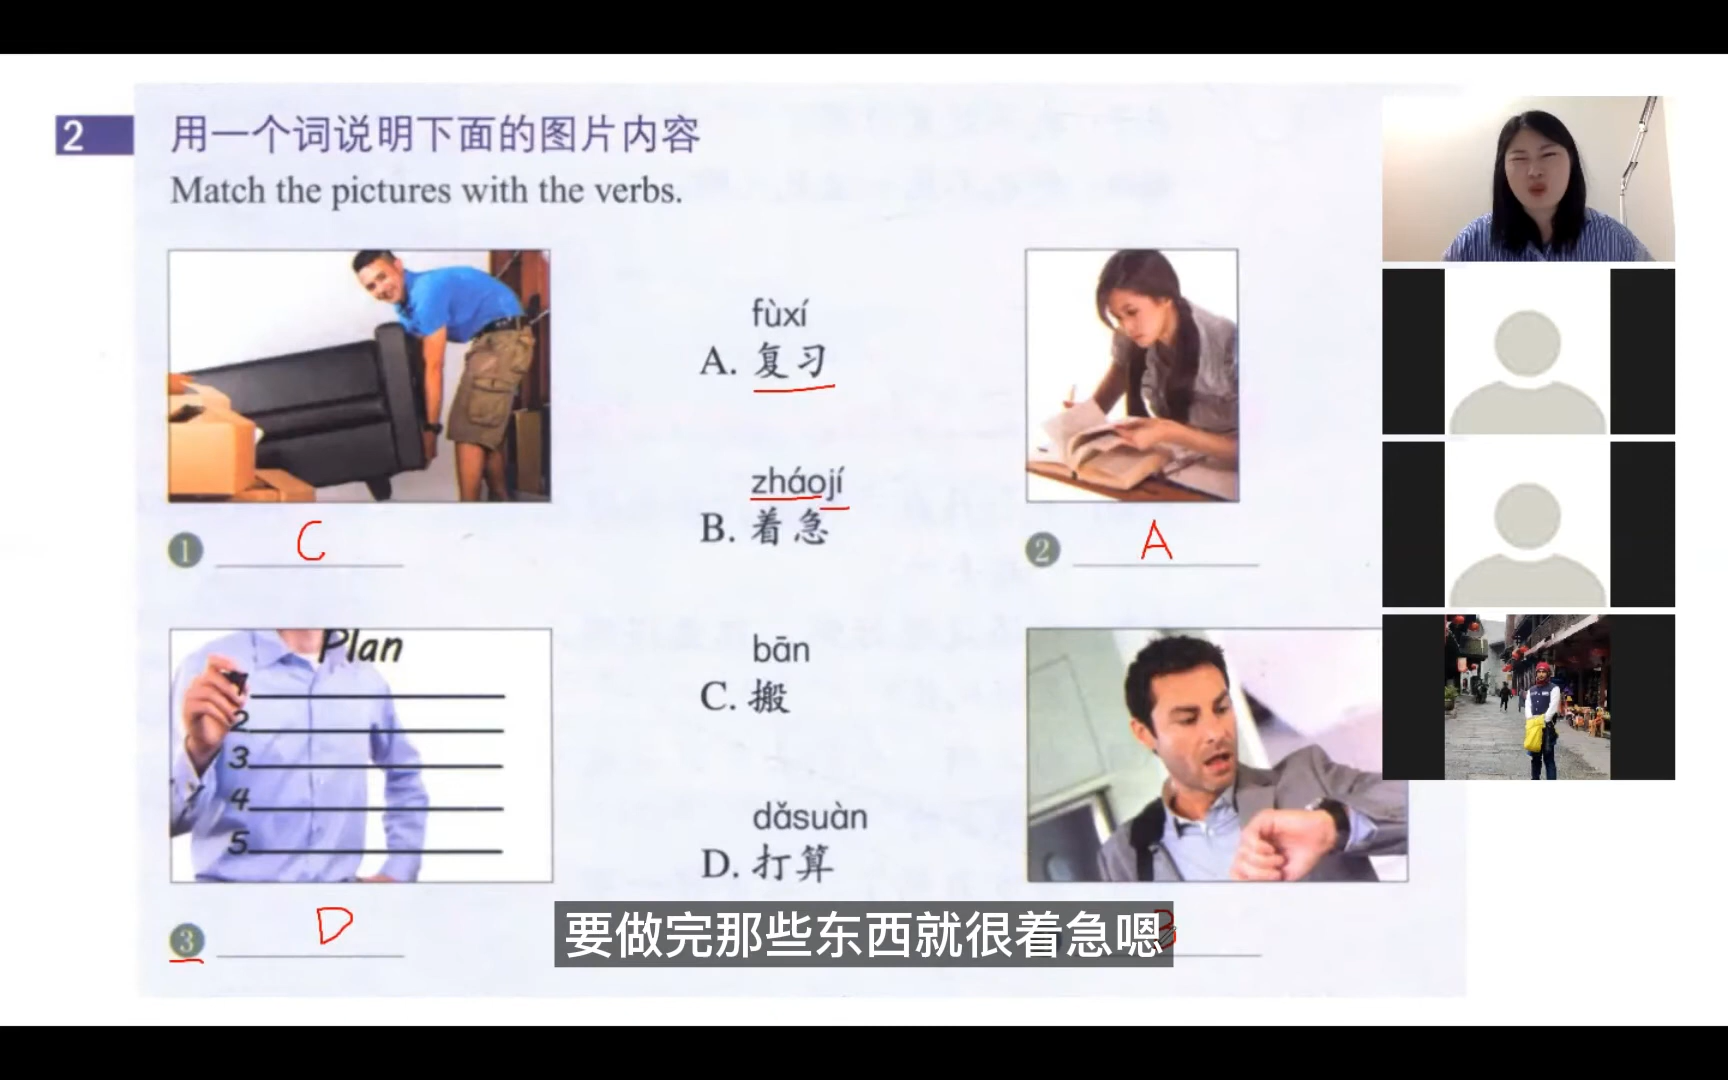 2
用一个词说明下面的图片内容
Match the pictures with the verbs.
fùxí
A. 复习
zháojí
B. 着急
1 C
2 A
bān
C. 搬
Plan
2
3
4
5
dǎsuàn
D. 打算
3 D
B
要做完那些东西就很着急嗯